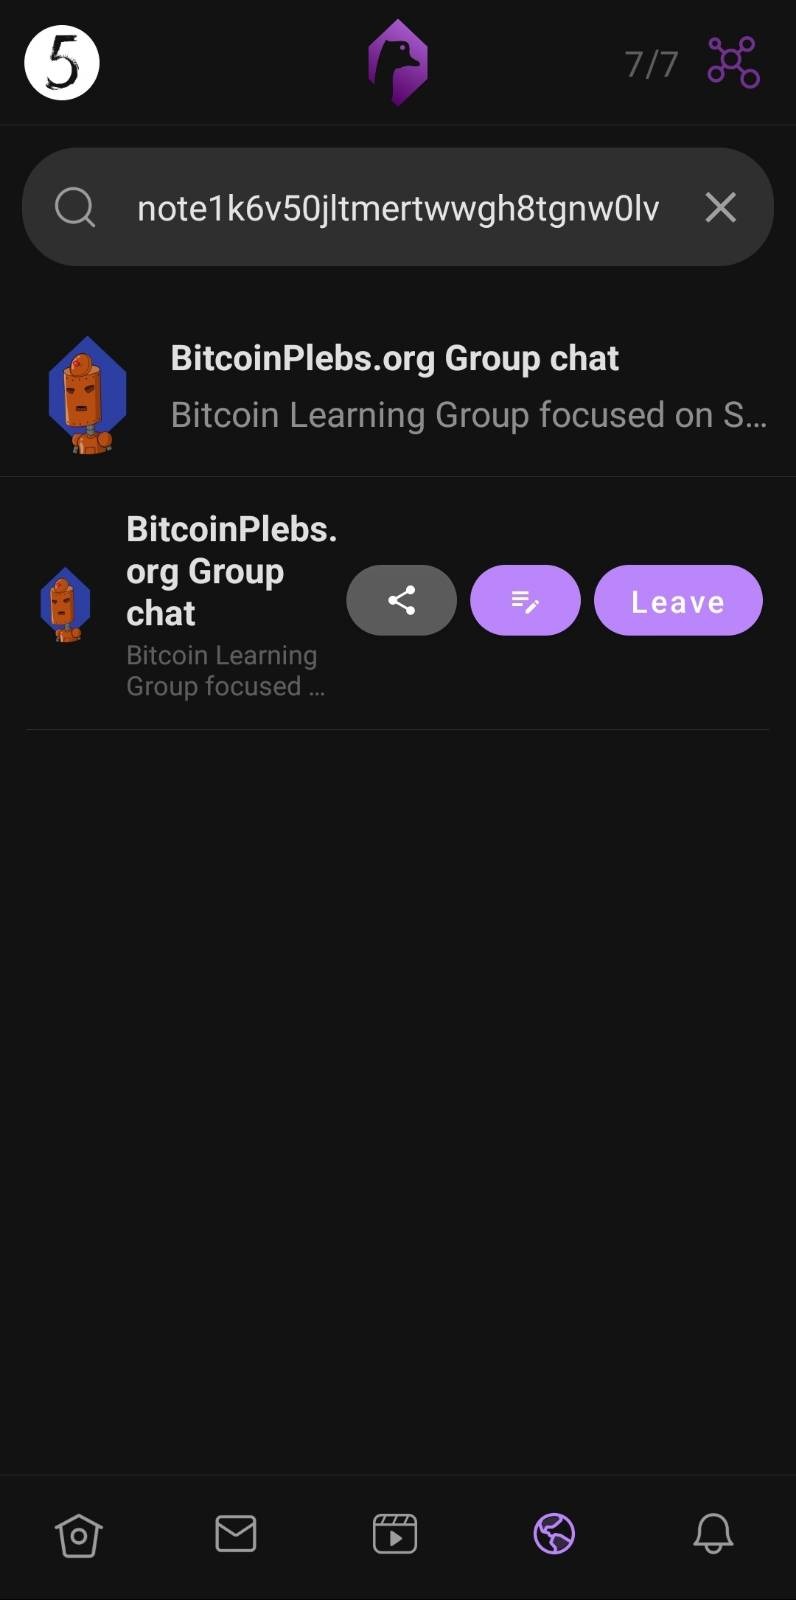 5
7/7
note1k6v50jltmertwwgh8tgnw0lv
BitcoinPlebs.org Group chat
Bitcoin Learning Group focused on S...
BitcoinPlebs.
org Group
chat
Leave
Bitcoin Learning
Group focused ...